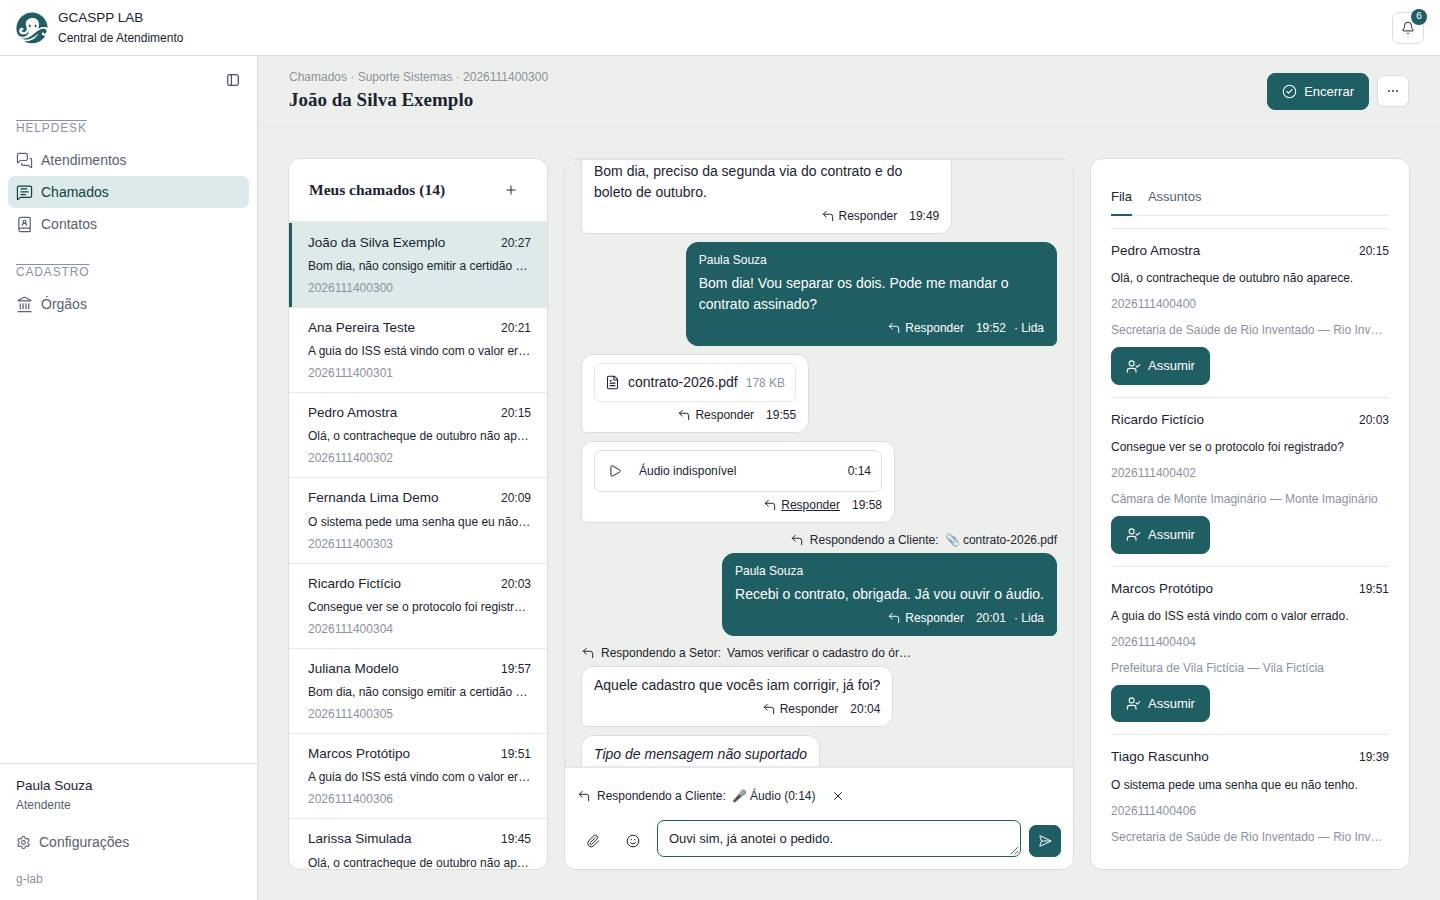 GCASPP LAB
Central de Atendimento
6
HELPDESK
Atendimentos
Chamados
Contatos
CADASTRO
Órgãos
Paula Souza
Atendente
Configurações
g-lab
Chamados · Suporte Sistemas · 2026111400300
João da Silva Exemplo
Encerrar
Meus chamados (14)
João da Silva Exemplo 20:27
Bom dia, não consigo emitir a certidão …
2026111400300
Ana Pereira Teste 20:21
A guia do ISS está vindo com o valor er…
2026111400301
Pedro Amostra 20:15
Olá, o contracheque de outubro não ap…
2026111400302
Fernanda Lima Demo 20:09
O sistema pede uma senha que eu não…
2026111400303
Ricardo Fictício 20:03
Consegue ver se o protocolo foi registr…
2026111400304
Juliana Modelo 19:57
Bom dia, não consigo emitir a certidão …
2026111400305
Marcos Protótipo 19:51
A guia do ISS está vindo com o valor er…
2026111400306
Larissa Simulada 19:45
Olá, o contracheque de outubro não ap…
Bom dia, preciso da segunda via do contrato e do
boleto de outubro.
Responder 19:49
Paula Souza
Bom dia! Vou separar os dois. Pode me mandar o
contrato assinado?
Responder 19:52 · Lida
contrato-2026.pdf 178 KB
Responder 19:55
Áudio indisponível 0:14
Responder 19:58
Respondendo a Cliente: 📎 contrato-2026.pdf
Paula Souza
Recebi o contrato, obrigada. Já vou ouvir o áudio.
Responder 20:01 · Lida
Respondendo a Setor: Vamos verificar o cadastro do ór…
Aquele cadastro que vocês iam corrigir, já foi?
Responder 20:04
Tipo de mensagem não suportado
Respondendo a Cliente: 🎤 Áudio (0:14)
Ouvi sim, já anotei o pedido.
Fila Assuntos
Pedro Amostra 20:15
Olá, o contracheque de outubro não aparece.
2026111400400
Secretaria de Saúde de Rio Inventado — Rio Inv…
Assumir
Ricardo Fictício 20:03
Consegue ver se o protocolo foi registrado?
2026111400402
Câmara de Monte Imaginário — Monte Imaginário
Assumir
Marcos Protótipo 19:51
A guia do ISS está vindo com o valor errado.
2026111400404
Prefeitura de Vila Fictícia — Vila Fictícia
Assumir
Tiago Rascunho 19:39
O sistema pede uma senha que eu não tenho.
2026111400406
Secretaria de Saúde de Rio Inventado — Rio Inv…